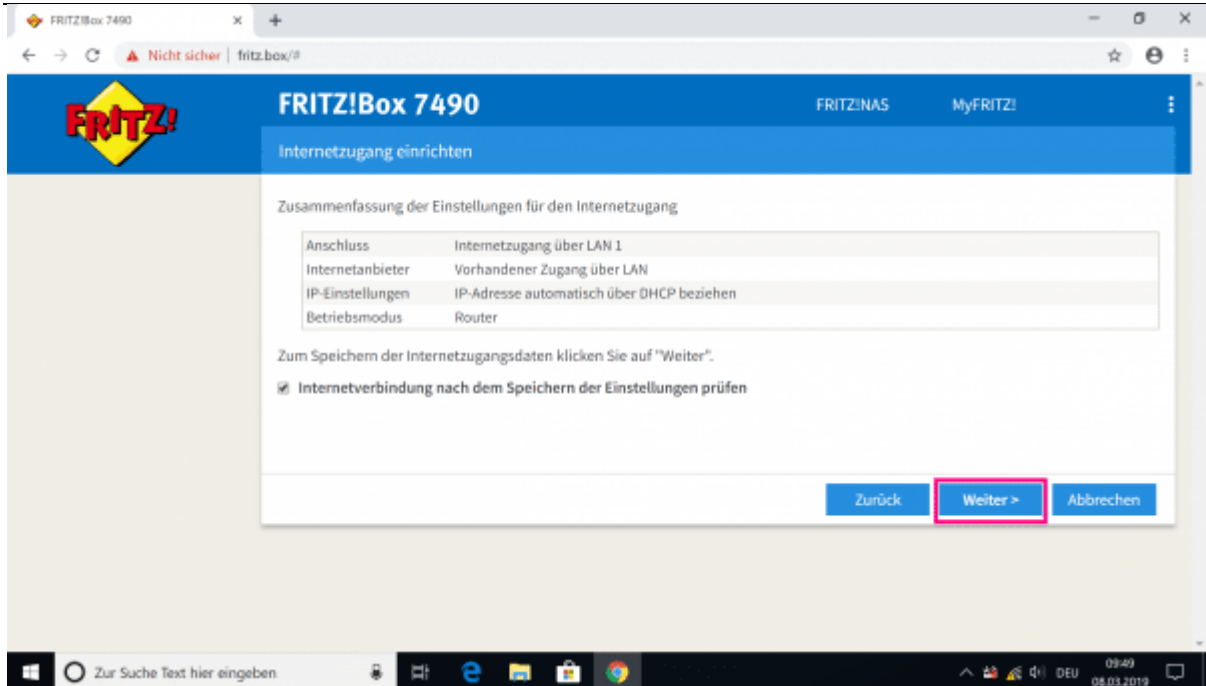 FRITZ!Box 7490
Nicht sicher | fritz.box/#
FRITZ!
FRITZ!Box 7490 FRITZ!NAS MyFRITZ!
Internetzugang einrichten
Zusammenfassung der Einstellungen für den Internetzugang
Anschluss Internetzugang über LAN 1
Internetanbieter Vorhandener Zugang über LAN
IP-Einstellungen IP-Adresse automatisch über DHCP beziehen
Betriebsmodus Router
Zum Speichern der Internetzugangsdaten klicken Sie auf "Weiter".
Internetverbindung nach dem Speichern der Einstellungen prüfen
Zurück Weiter > Abbrechen
Zur Suche Text hier eingeben DEU 09:49
08.03.2019